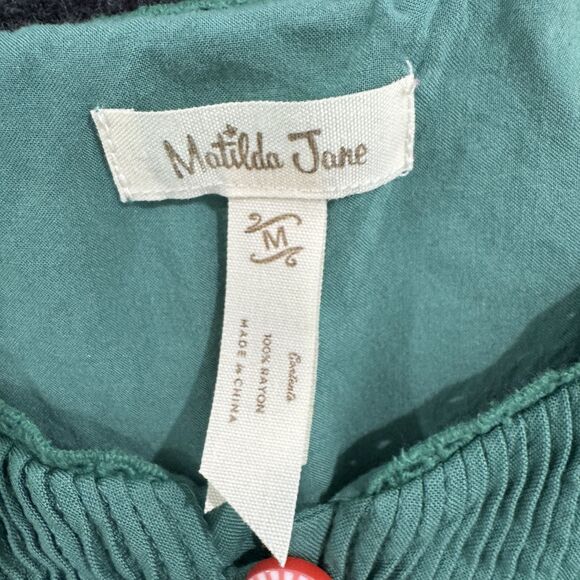 Matilda Jane
M
Contents
100% RAYON
MADE in CHINA